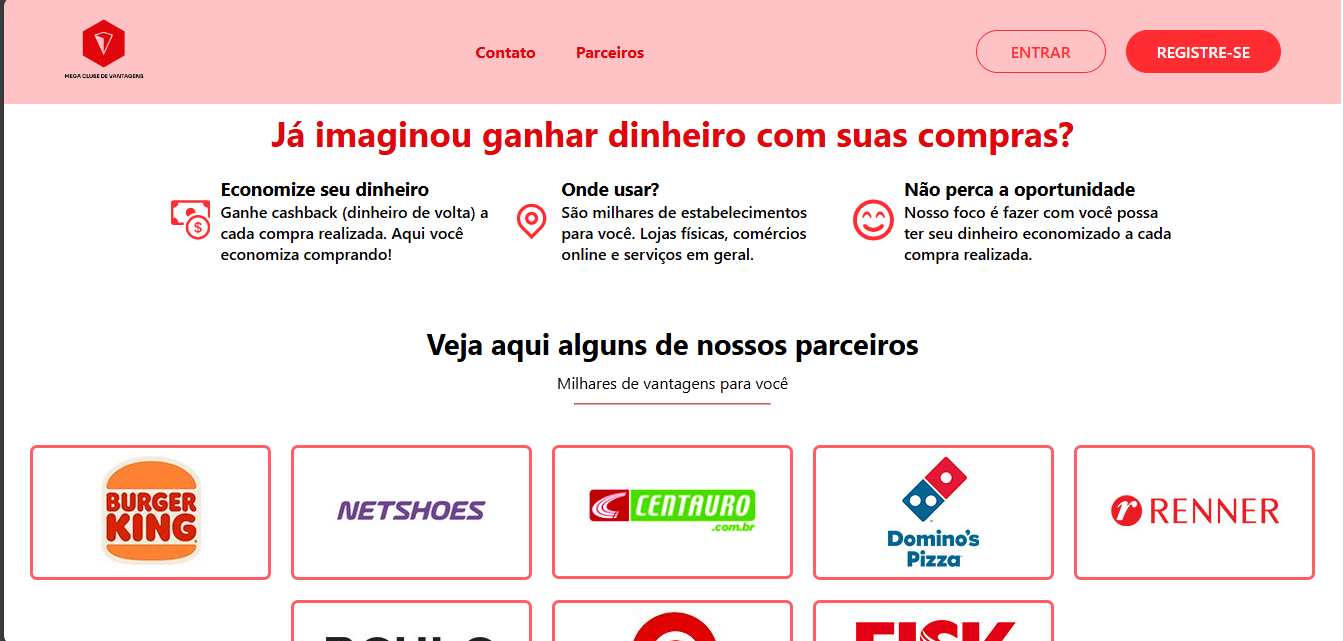 MEGA CLUBE DE VANTAGENS
Contato
Parceiros
ENTRAR
REGISTRE-SE
Já imaginou ganhar dinheiro com suas compras?
Economize seu dinheiro
Ganhe cashback (dinheiro de volta) a
cada compra realizada. Aqui você
economiza comprando!
Onde usar?
São milhares de estabelecimentos
para você. Lojas físicas, comércios
online e serviços em geral.
Não perca a oportunidade
Nosso foco é fazer com você possa
ter seu dinheiro economizado a cada
compra realizada.
Veja aqui alguns de nossos parceiros
Milhares de vantagens para você
BURGER
KING
NETSHOES
CENTAURO
.com.br
Domino's
Pizza
r RENNER
FISK